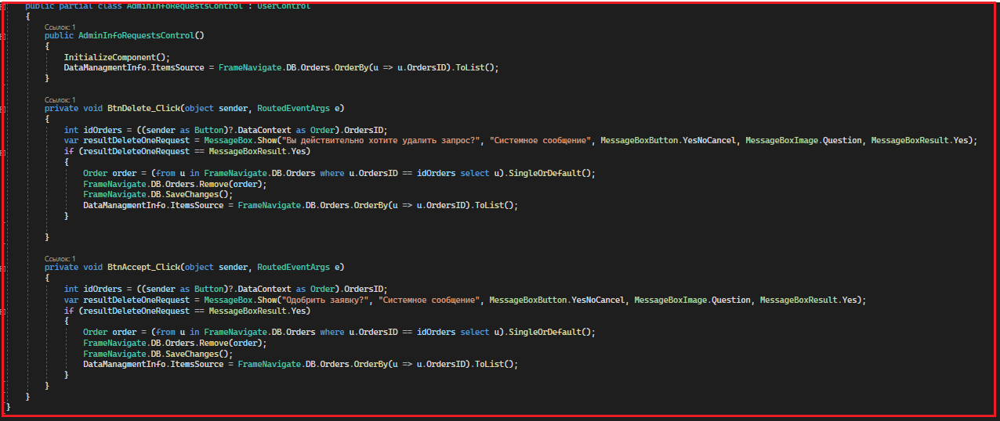 public partial class AdminInfoRequestsControl : UserControl
{
Ссылок: 1
public AdminInfoRequestsControl()
{
InitializeComponent();
DataManagmentInfo.ItemsSource = FrameNavigate.DB.Orders.OrderBy(u => u.OrdersID).ToList();
}
Ссылок: 1
private void BtnDelete_Click(object sender, RoutedEventArgs e)
{
int idOrders = ((sender as Button)?.DataContext as Order).OrdersID;
var resultDeleteOneRequest = MessageBox.Show("Вы действительно хотите удалить запрос?", "Системное сообщение", MessageBoxButton.YesNoCancel, MessageBoxImage.Question, MessageBoxResult.Yes);
if (resultDeleteOneRequest == MessageBoxResult.Yes)
{
Order order = (from u in FrameNavigate.DB.Orders where u.OrdersID == idOrders select u).SingleOrDefault();
FrameNavigate.DB.Orders.Remove(order);
FrameNavigate.DB.SaveChanges();
DataManagmentInfo.ItemsSource = FrameNavigate.DB.Orders.OrderBy(u => u.OrdersID).ToList();
}
}
Ссылок: 1
private void BtnAccept_Click(object sender, RoutedEventArgs e)
{
int idOrders = ((sender as Button)?.DataContext as Order).OrdersID;
var resultDeleteOneRequest = MessageBox.Show("Одобрить заявку?", "Системное сообщение", MessageBoxButton.YesNoCancel, MessageBoxImage.Question, MessageBoxResult.Yes);
if (resultDeleteOneRequest == MessageBoxResult.Yes)
{
Order order = (from u in FrameNavigate.DB.Orders where u.OrdersID == idOrders select u).SingleOrDefault();
FrameNavigate.DB.Orders.Remove(order);
FrameNavigate.DB.SaveChanges();
DataManagmentInfo.ItemsSource = FrameNavigate.DB.Orders.OrderBy(u => u.OrdersID).ToList();
}
}
}
}